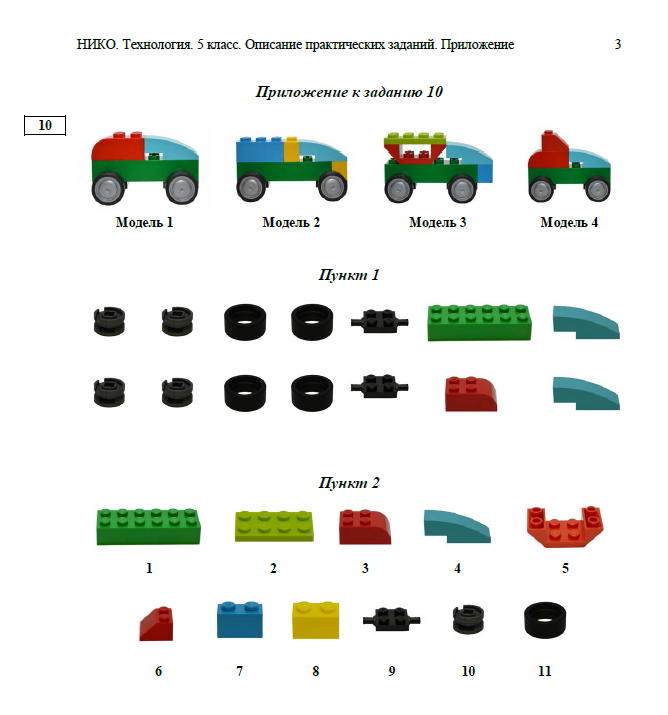 НИКО. Технология. 5 класс. Описание практических заданий. Приложение 3
Приложение к заданию 10
10
Модель 1 Модель 2 Модель 3 Модель 4
Пункт 1
Пункт 2
1 2 3 4 5
6 7 8 9 10 11